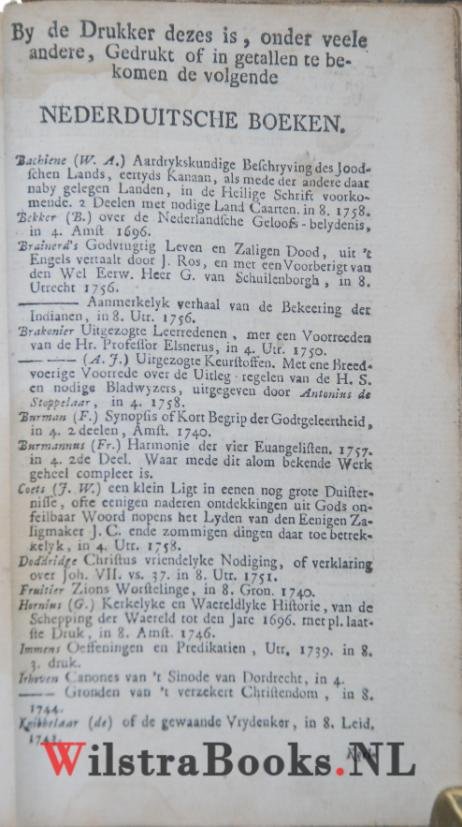 By de Drukker dezes is, onder veele
andere, Gedrukt of in getallen te be-
komen de volgende
NEDERDUITSCHE BOEKEN.
Bachiene (W. A.) Aardrykskundige Beſchryving des Jood-
ſchen Lands, eertyds Kanaan, als mede der andere daar
naby gelegen Landen, in de Heilige Schrift voorko-
mende. 2 Deelen met nodige Land Caarten. in 8. 1758.
Bekker (B.) over de Nederlandſche Geloofs-belydenis,
in 4. Amſt 1696.
Brainerd's Godvrugtig Leven en Zaligen Dood, uit 't
Engels vertaalt door J. Ros, en met een Voorberigt van
den Wel Eerw. Heer G. van Schuilenborgh, in 8.
Utrecht 1756.
——— Aanmerkelyk verhaal van de Bekeering der
Indianen, in 8. Utr. 1756.
Brakonier Uitgezogte Leerredenen, met een Voorreeden
van de Hr. Profeſſor Elsnerus, in 4. Utr. 1750.
—— —— (A. J.) Uitgezogte Keurſtoffen. Met ene Breed-
voerige Voorrede over de Uitleg-regelen van de H. S.
en nodige Bladwyzers, uitgegeven door Antonius de
Stoppelaar, in 4. 1758.
Burman (F.) Synopſis of Kort Begrip der Godtgeleertheid,
in 4. 2 deelen, Amſt. 1740.
Burmannus (Fr.) Harmonie der vier Euangeliſten. 1757.
in 4. 2de Deel. Waar mede dit alom bekende Werk
geheel compleet is.
Coets (J. W.) een klein Ligt in eenen nog grote Duiſter-
niſſe, ofte eenigen naderen ontdekkingen uit Gods on-
feilbaar Woord nopens het Lyden van den Eenigen Za-
ligmaker J. C. ende zommigen dingen daar toe betrek-
kelyk, in 4. Utr. 1758.
Doddridge Chriſtus vriendelyke Nodiging, of verklaring
over Joh. VII. vs. 37. in 8. Utr. 1751.
Fruitier Zions Worſtelinge, in 8. Gron. 1740.
Hornius (G.) Kerkelyke en Waereldlyke Hiſtorie, van de
Schepping der Waereld tot den Jare 1696. met pl. laat-
ſte Druk, in 8. Amſt. 1746.
Immens Oeffeningen en Predikatien, Utr. 1739. in 8.
3. druk.
Irhoven Canones van 't Sinode van Dordrecht, in 4.
——— Gronden van 't verzekert Chriſtendom, in 8.
1744.
Knibbelaar (de) of de gewaande Vrydenker, in 8. Leid.
WilstraBooks.NL